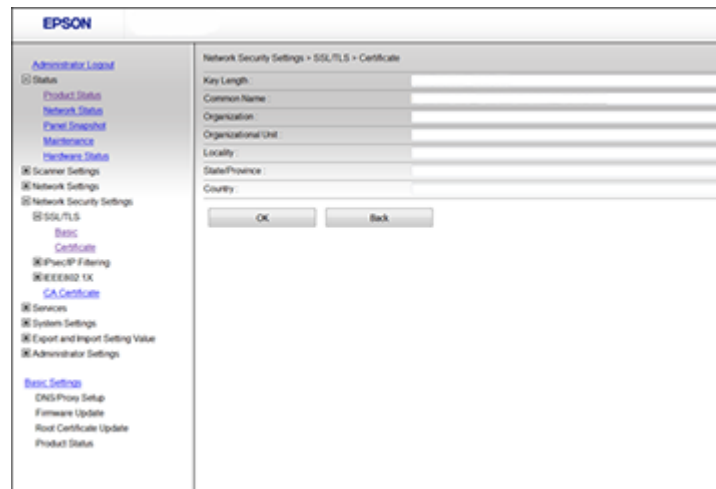 EPSON
Administrator Logout
Status
Product Status
Network Status
Panel Snapshot
Maintenance
Hardware Status
Scanner Settings
Network Settings
Network Security Settings
SSL/TLS
Basic
Certificate
IPsec/IP Filtering
IEEE802.1X
CA Certificate
Services
System Settings
Export and Import Setting Value
Administrator Settings
Basic Settings
DNS/Proxy Setup
Firmware Update
Root Certificate Update
Product Status
Network Security Settings > SSL/TLS > Certificate
Key Length :
Common Name :
Organization :
Organizational Unit :
Locality :
State/Province :
Country :
OK Back